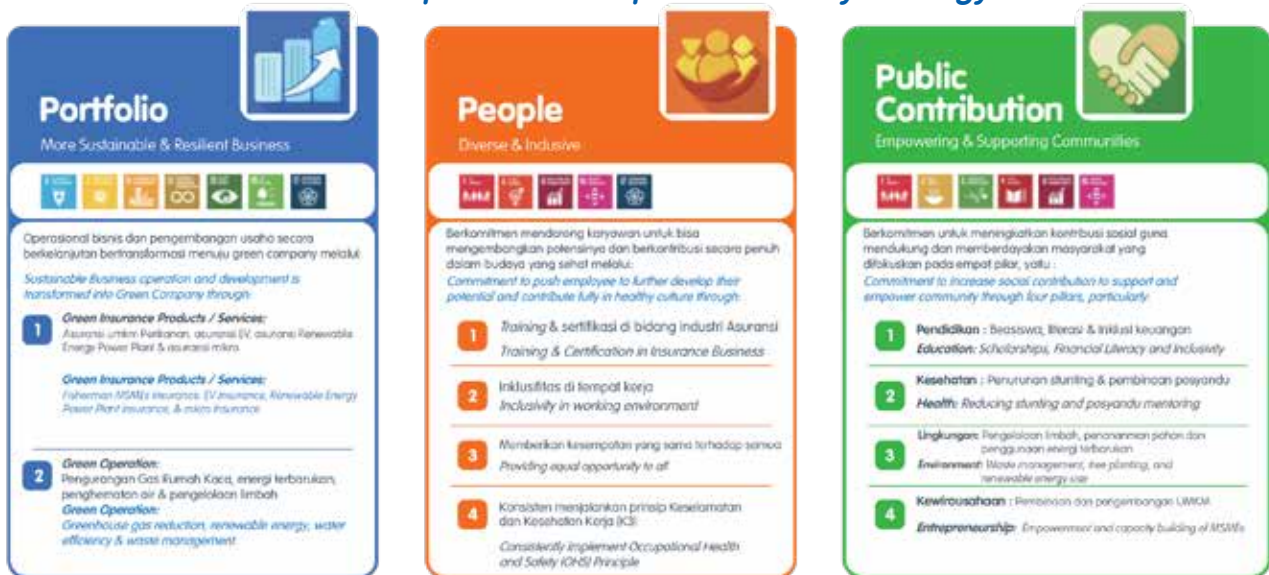 Portfolio
More Sustainable & Resilient Business
Operasional bisnis dan pengembangan usaha secara
berkelanjutan bertransformasi menuju green company melalui:
Sustainable Business operation and development is
transformed into Green Company through:
1
Green Insurance Products / Services:
Asuransi umkm Perikanan, asuransi EV, asuransi Renewable
Energy Power Plant & asuransi mikro
Green Insurance Products / Services:
Fisherman MSMEs insurance, EV insurance, Renewable Energy
Power Plant insurance, & micro insurance
2
Green Operation:
Pengurangan Gas Rumah Kaca, energi terbarukan,
penghematan air & pengelolaan limbah
Green Operation:
Greenhouse gas reduction, renewable energy, water
efficiency & waste management
People
Diverse & Inclusive
Berkomitmen mendorong karyawan untuk bisa
mengembangkan potensinya dan berkontribusi secara penuh
dalam budaya yang sehat melalui:
Commitment to push employee to further develop their
potential and contribute fully in healthy culture through:
1
Training & sertifikasi di bidang industri Asuransi
Training & Certification in Insurance Business
2
Inklusifitas di tempat kerja
Inclusivity in working environment
3
Memberikan kesempatan yang sama terhadap semua
Providing equal opportunity to all
4
Konsisten menjalankan prinsip Keselamatan
dan Kesehatan Kerja (K3)
Consistently implement Occupational Health
and Safety (OHS) Principle
Public
Contribution
Empowering & Supporting Communities
Berkomitmen untuk meningkatkan kontribusi sosial guna
mendukung dan memberdayakan masyarakat yang
difokuskan pada empat pilar, yaitu :
Commitment to increase social contribution to support and
empower community through four pillars, particularly:
1
Pendidikan : Beasiswa, literasi & inklusi keuangan
Education: Scholarships, Financial Literacy and Inclusivity
2
Kesehatan : Penurunan stunting & pembinaan posyandu
Health: Reducing stunting and posyandu mentoring
3
Lingkungan: Pengelolaan limbah, penanaman pohon dan
penggunaan energi terbarukan
Environment: Waste management, tree planting, and
renewable energy use
4
Kewirausahaan : Pembinaan dan pengembangan UMKM
Entrepreneurship: Empowerment and capacity building of MSMEs